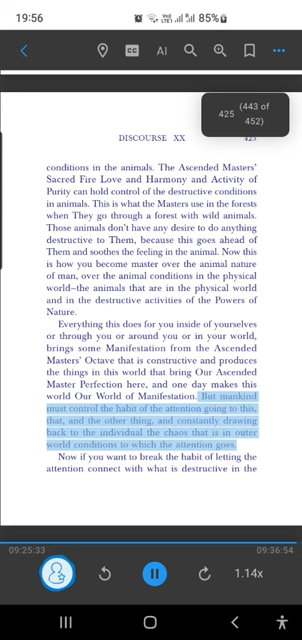 19:56
85%
CC
AI
425 (443 of
452)
DISCOURSE XX
425
conditions in the animals. The Ascended Masters'
Sacred Fire Love and Harmony and Activity of
Purity can hold control of the destructive conditions
in animals. This is what the Masters use in the forests
when They go through a forest with wild animals.
Those animals don't have any desire to do anything
destructive to Them, because this goes ahead of
Them and soothes the feeling in the animal. Now this
is how you become master over the animal nature
of man, over the animal conditions in the physical
world–the animals that are in the physical world
and in the destructive activities of the Powers of
Nature.
Everything this does for you inside of yourselves
or through you or around you or in your world,
brings some Manifestation from the Ascended
Masters' Octave that is constructive and produces
the things in this world that bring Our Ascended
Master Perfection here, and one day makes this
world Our World of Manifestation. But mankind
must control the habit of the attention going to this,
that, and the other thing, and constantly drawing
back to the individual the chaos that is in outer
world conditions to which the attention goes.
Now if you want to break the habit of letting the
attention connect with what is destructive in the
09:25:33
09:36:54
1.14x